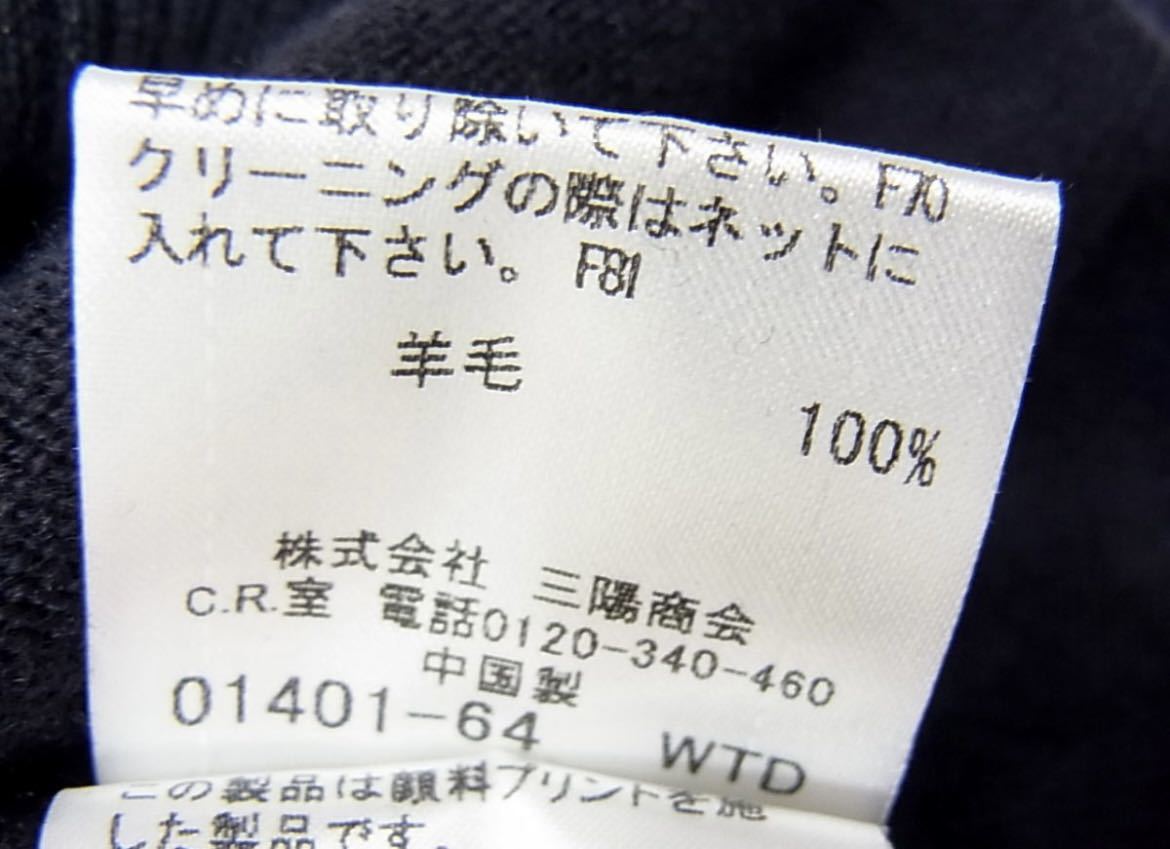 早めに取り除いて下さい。F70
クリーニングの際はネットに
入れて下さい。 F81
羊毛
100%
株式会社 三陽商会
C.R.室 電話0120-340-460
中国製
01401-64 WTD
この製品は顔料プリントを施
した製品です。